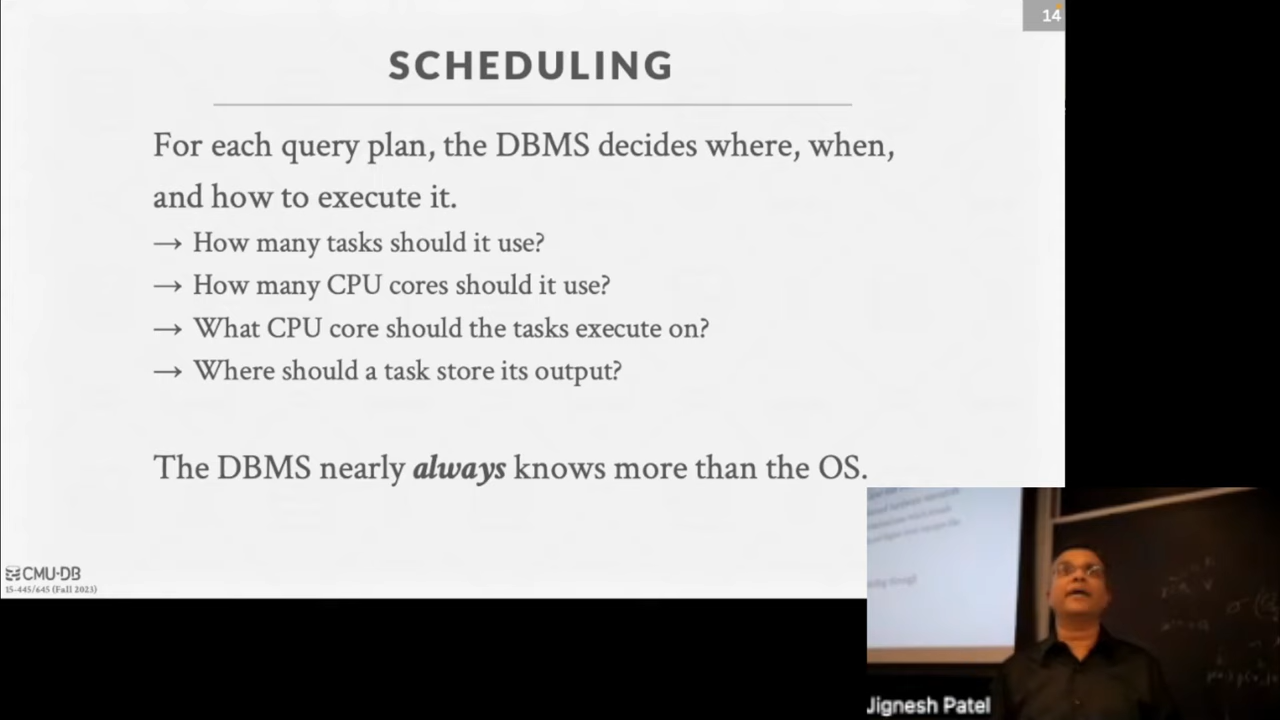 14
SCHEDULING
For each query plan, the DBMS decides where, when,
and how to execute it.
→ How many tasks should it use?
→ How many CPU cores should it use?
→ What CPU core should the tasks execute on?
→ Where should a task store its output?
The DBMS nearly always knows more than the OS.
CMU·DB
15-445/645 (Fall 2023)
Jignesh Patel